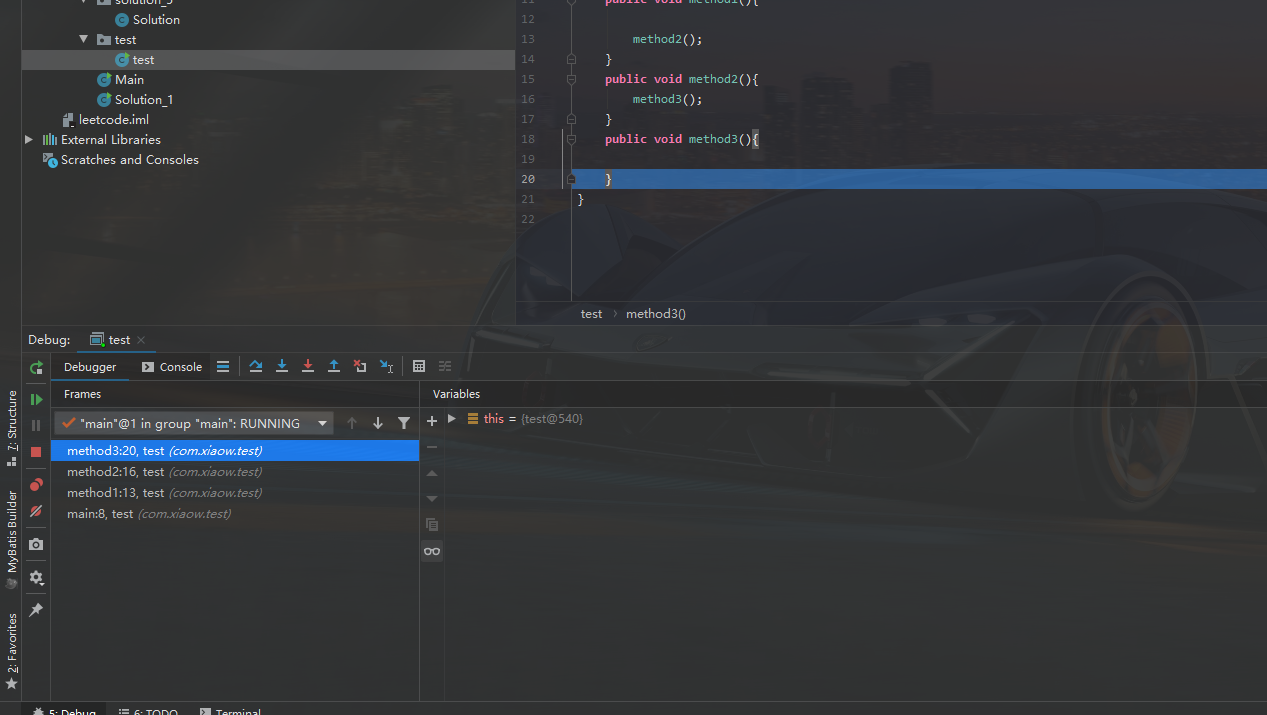 solution_5
Solution
test
test
Main
Solution_1
leetcode.iml
External Libraries
Scratches and Consoles
11 public void method1(){
12
13 method2();
14 }
15 public void method2(){
16 method3();
17 }
18 public void method3(){
19
20 }
21 }
22
test › method3()
Debug: test ×
Debugger Console
Frames
"main"@1 in group "main": RUNNING
method3:20, test (com.xiaow.test)
method2:16, test (com.xiaow.test)
method1:13, test (com.xiaow.test)
main:8, test (com.xiaow.test)
Variables
this = {test@540}
7: Structure
MyBatis Builder
2: Favorites
5: Debug 6: TODO Terminal